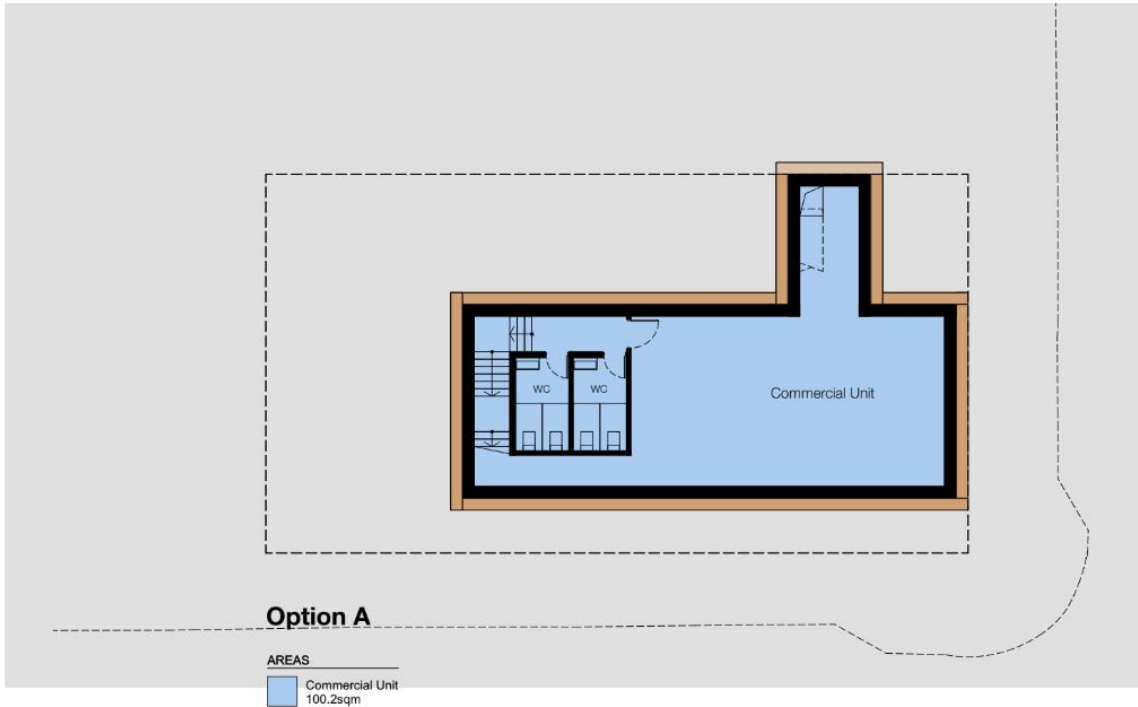 WC
WC
Commercial Unit
Option A
AREAS
Commercial Unit
100.2sqm